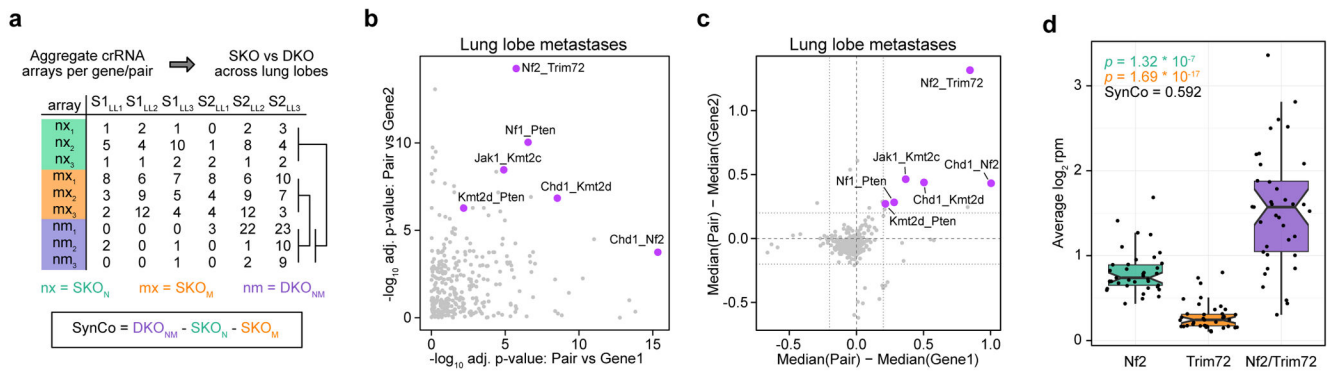 a
Aggregate crRNA
arrays per gene/pair
SKO vs DKO
across lung lobes
array S1LL1 S1LL2 S1LL3 S2LL1 S2LL2 S2LL3
nx1 1 2 1 0 2 3
nx2 5 4 10 1 8 4
nx3 1 1 2 2 1 2
mx1 8 6 7 8 6 10
mx2 3 9 5 4 9 7
mx3 2 12 4 4 12 3
nm1 0 0 0 3 22 23
nm2 2 0 1 0 1 10
nm3 0 0 1 0 2 9
nx = SKON mx = SKOM nm = DKONM
SynCo = DKONM - SKON - SKOM
b
Lung lobe metastases
-log10 adj. p-value: Pair vs Gene2
0
5
10
Nf2_Trim72
Nf1_Pten
Jak1_Kmt2c
Kmt2d_Pten
Chd1_Kmt2d
Chd1_Nf2
0 5 10 15
-log10 adj. p-value: Pair vs Gene1
c
Lung lobe metastases
Median(Pair) − Median(Gene2)
1.0
0.5
0.0
-0.5
Nf2_Trim72
Jak1_Kmt2c
Chd1_Nf2
Nf1_Pten
Chd1_Kmt2d
Kmt2d_Pten
-0.5 0.0 0.5 1.0
Median(Pair) − Median(Gene1)
d
Average log2 rpm
3
2
1
0
p = 1.32 * 10-7
p = 1.69 * 10-17
SynCo = 0.592
Nf2 Trim72 Nf2/Trim72